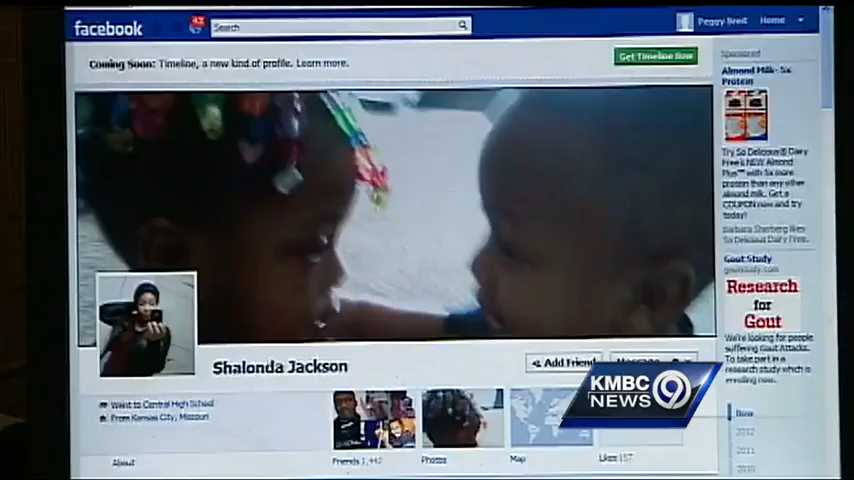 facebook
Search
Peggy Breit Home
Coming Soon: Timeline, a new kind of profile. Learn more.
Get Timeline Now
Sponsored
Almond Milk- 5x
Protein
Try So Delicious® Dairy
Free's NEW Almond
Plus™ with 5x more
protein than any other
almond milk. Get a
COUPON now and try
today!
Barbara Sherberg likes
So Delicious Dairy Free.
Gout Study
goutstudy.com
Research
for
Gout
We're looking for people
suffering Gout Attacks.
To take part in a
research study which is
enrolling now.
Shalonda Jackson
Add Friend
Message
KMBC 9
NEWS
Went to Central High School
From Kansas City, Missouri
About
Friends 1,442
Photos
Map
Likes 157
Now
2012
2011
2010